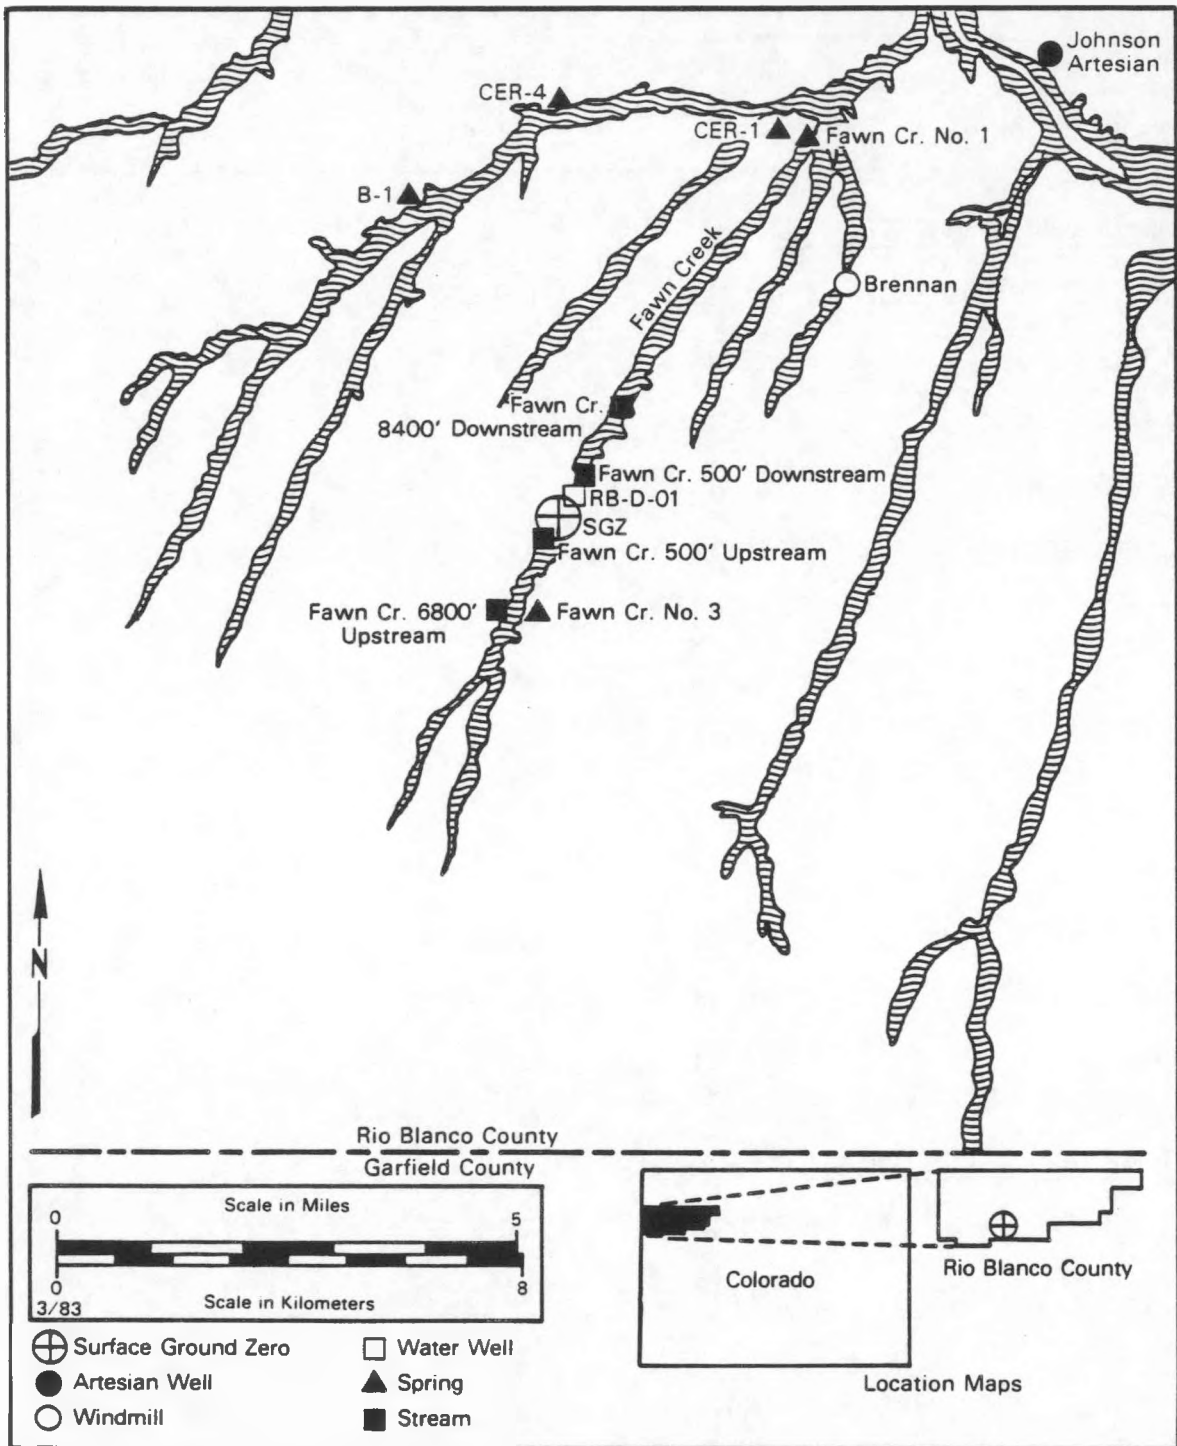 Johnson
Artesian
CER-4
CER-1
Fawn Cr. No. 1
B-1
Fawn Creek
Brennan
Fawn Cr.
8400' Downstream
Fawn Cr. 500' Downstream
RB-D-01
SGZ
Fawn Cr. 500' Upstream
Fawn Cr. 6800'
Upstream
Fawn Cr. No. 3
N
Rio Blanco County
Garfield County
Scale in Miles
0 5
0 8
Scale in Kilometers
3/83
Colorado
Rio Blanco County
Location Maps
Surface Ground Zero
Artesian Well
Windmill
Water Well
Spring
Stream